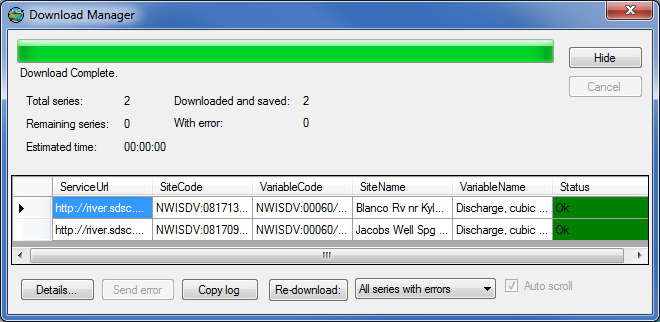 Download Manager
Hide
Download Complete.
Cancel
Total series: 2 Downloaded and saved: 2
Remaining series: 0 With error: 0
Estimated time: 00:00:00
ServiceUrl SiteCode VariableCode SiteName VariableName Status
http://river.sdsc.... NWISDV:081713... NWISDV:00060/... Blanco Rv nr Kyl... Discharge, cubic ... Ok
http://river.sdsc.... NWISDV:081709... NWISDV:00060/... Jacobs Well Spg ... Discharge, cubic ... Ok
Details... Send error Copy log Re-download: All series with errors Auto scroll